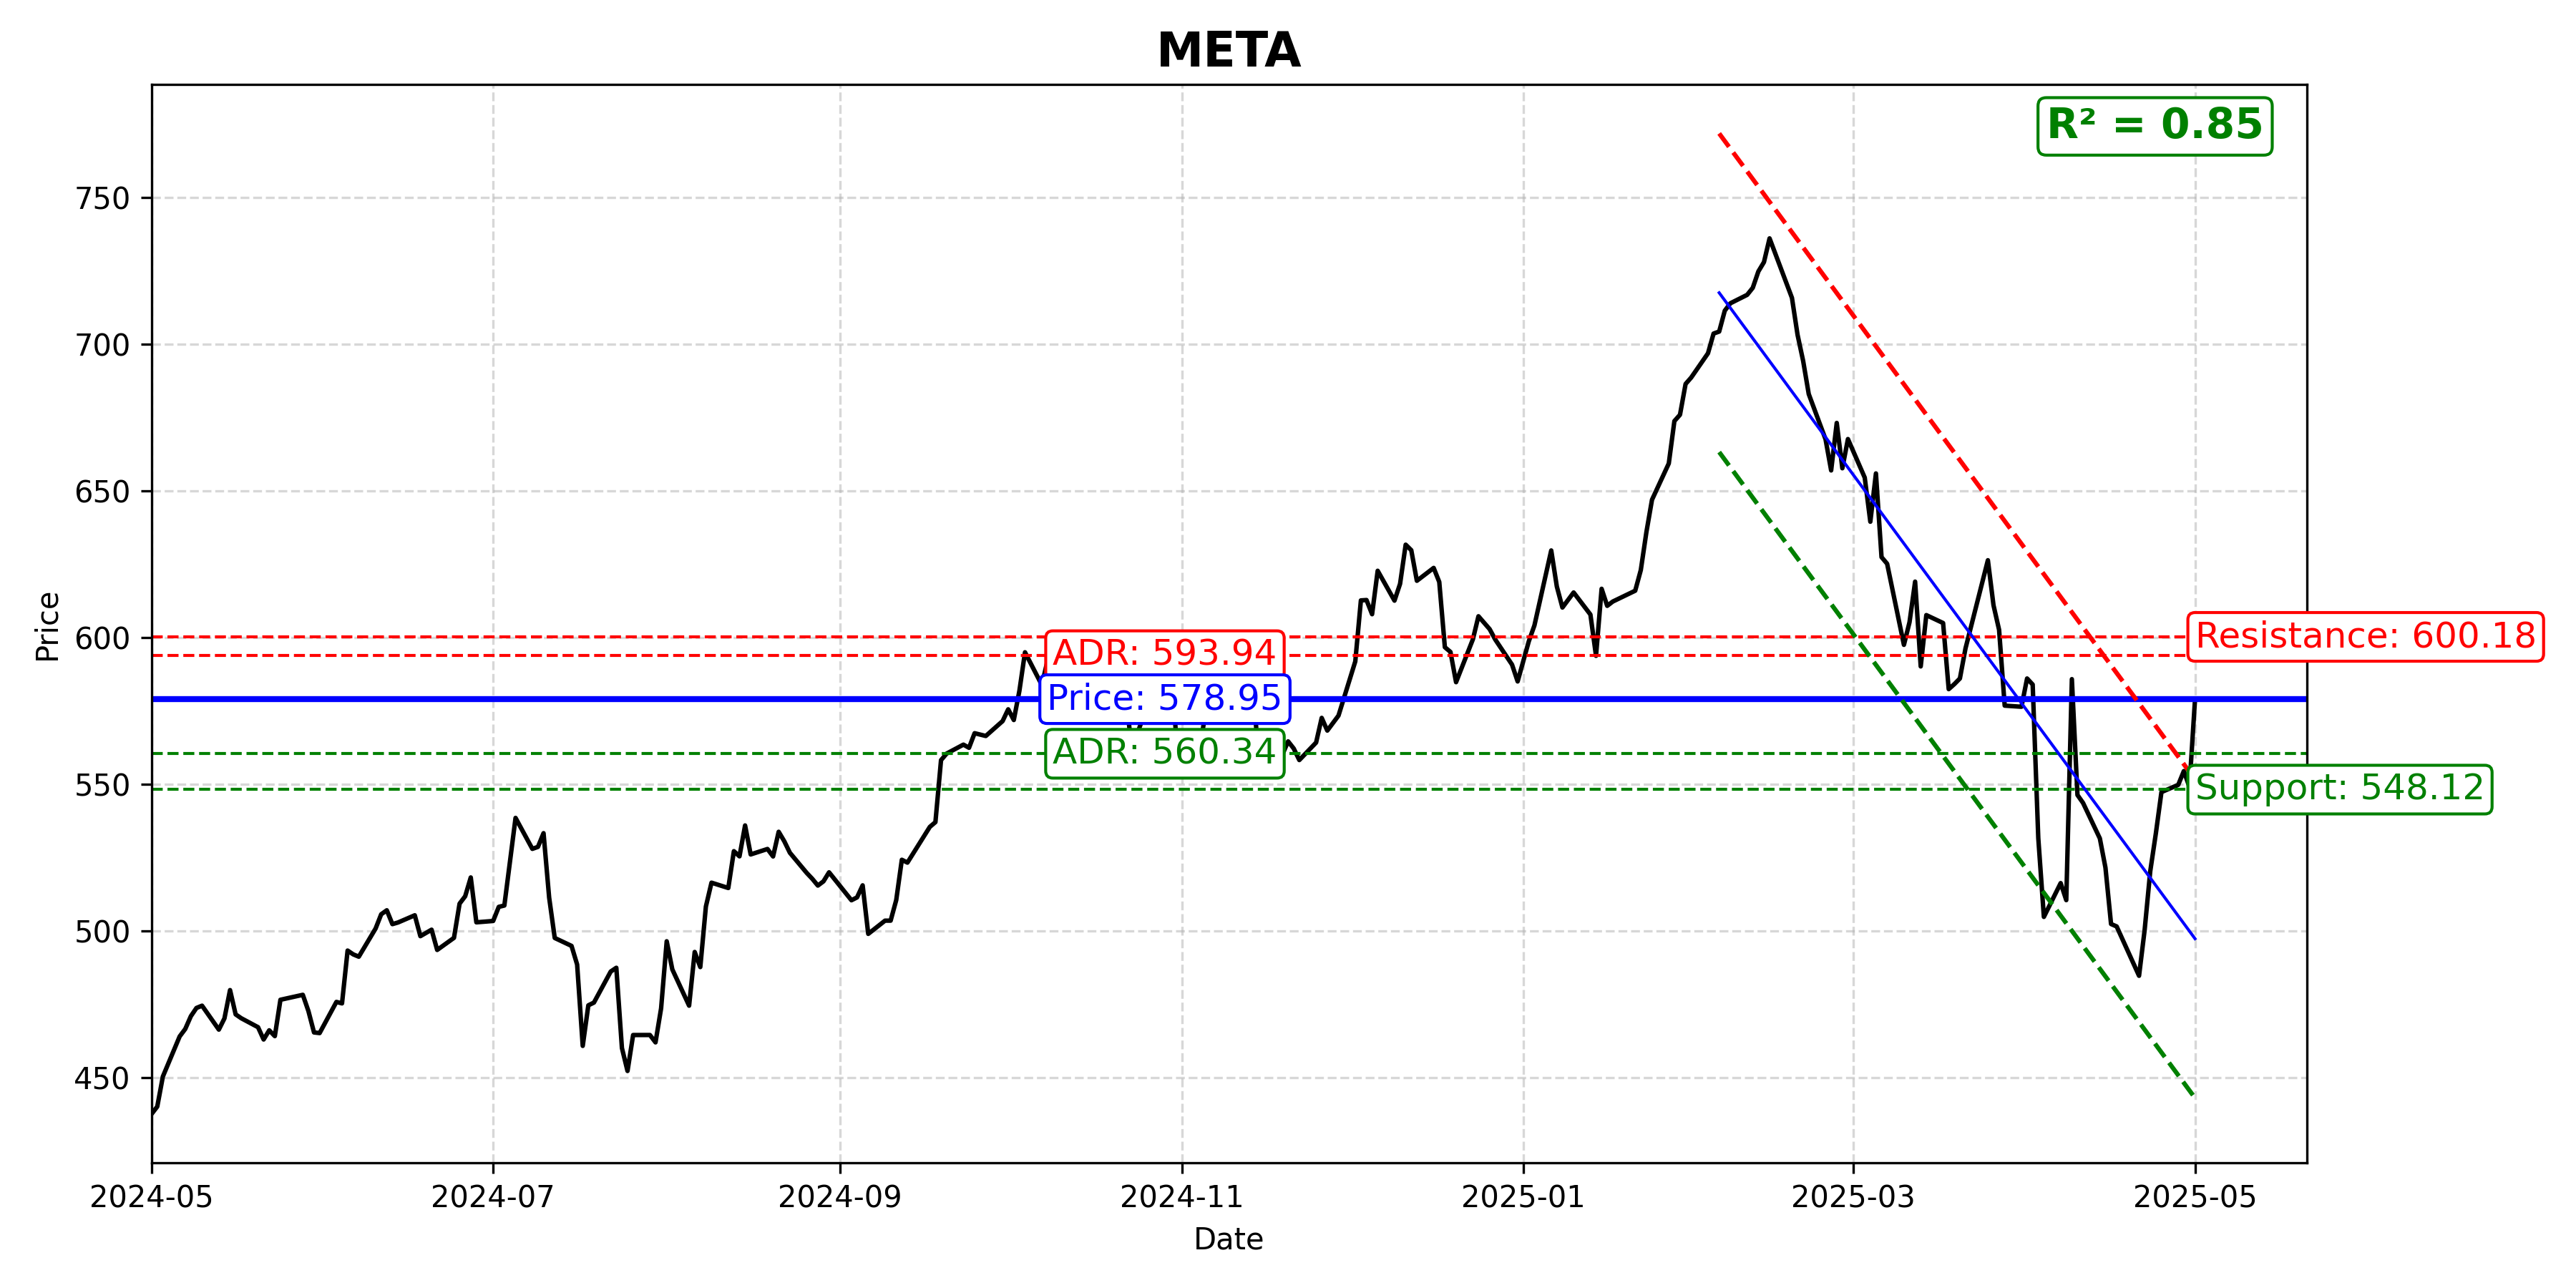 META
R² = 0.85
750
700
650
600
550
500
450
Price
ADR: 593.94
Price: 578.95
ADR: 560.34
Resistance: 600.18
Support: 548.12
2024-05
2024-07
2024-09
2024-11
2025-01
2025-03
2025-05
Date